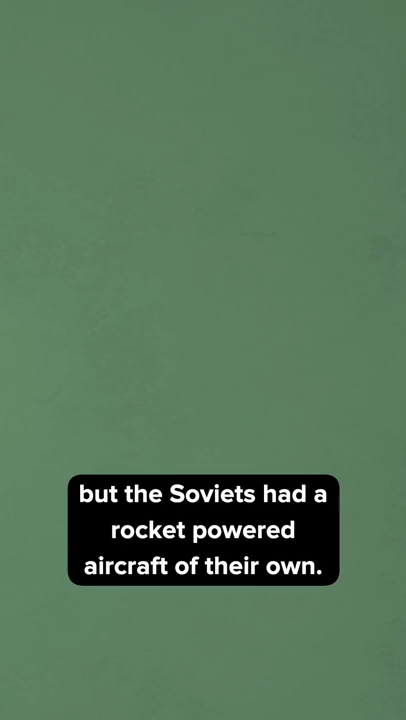 but the Soviets had a
rocket powered
aircraft of their own.